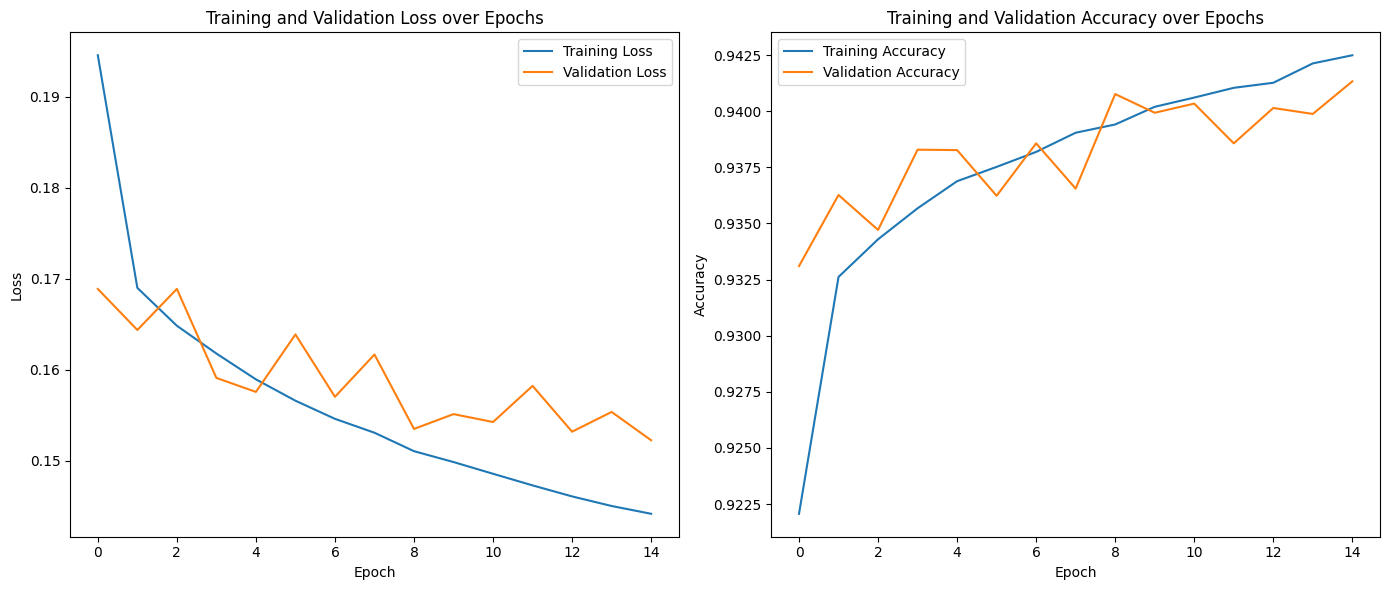 Training and Validation Loss over Epochs
Training Loss
Validation Loss
0.19
0.18
0.17
0.16
0.15
Loss
0 2 4 6 8 10 12 14
Epoch
Training and Validation Accuracy over Epochs
Training Accuracy
Validation Accuracy
0.9425
0.9400
0.9375
0.9350
0.9325
0.9300
0.9275
0.9250
0.9225
Accuracy
0 2 4 6 8 10 12 14
Epoch